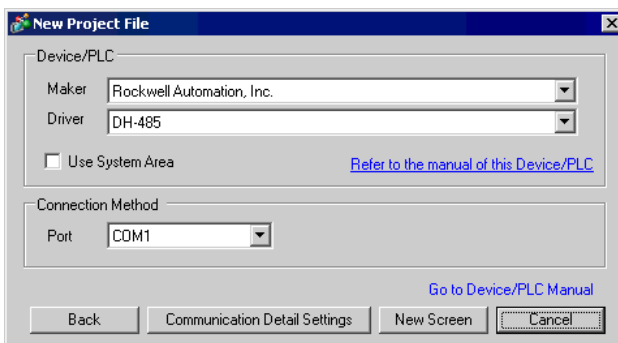 New Project File
Device/PLC
Maker Rockwell Automation, Inc.
Driver DH-485
Use System Area Refer to the manual of this Device/PLC
Connection Method
Port COM1
Go to Device/PLC Manual
Back Communication Detail Settings New Screen Cancel